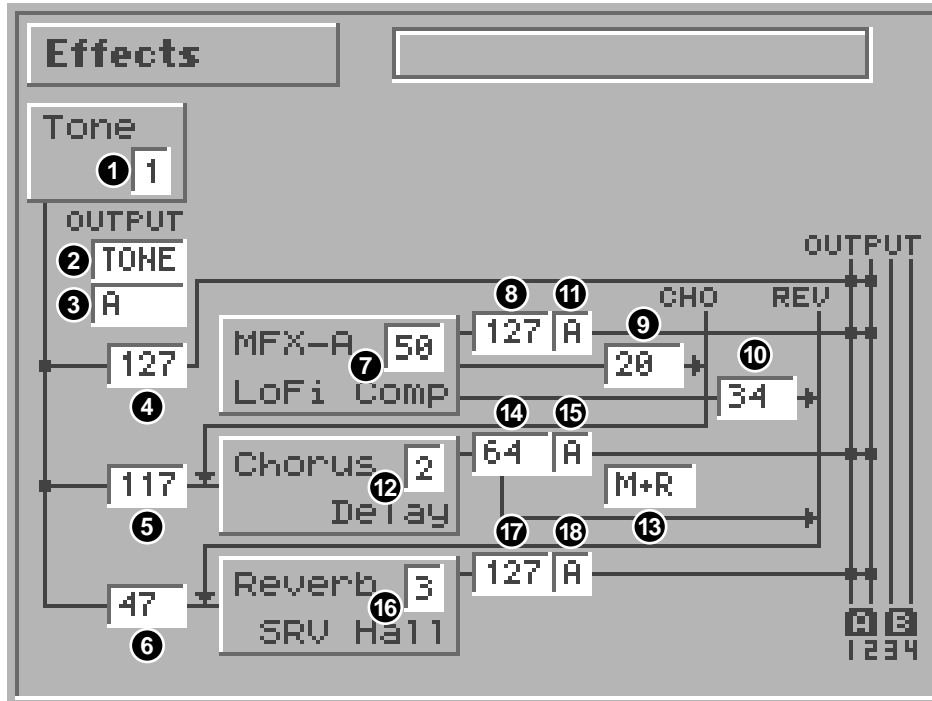 Effects
Tone
1 1
OUTPUT
2 TONE
3 A
OUTPUT
8 11 CHO REV
127 A 9
MFX-A 50
7
20 10
127
4
LoFi Comp
34
14 15
64 A
Chorus 2
12
117
5
M+R
13
Delay
17 18
127 A
Reverb 3
16
47
6
SRV Hall
A B
1234